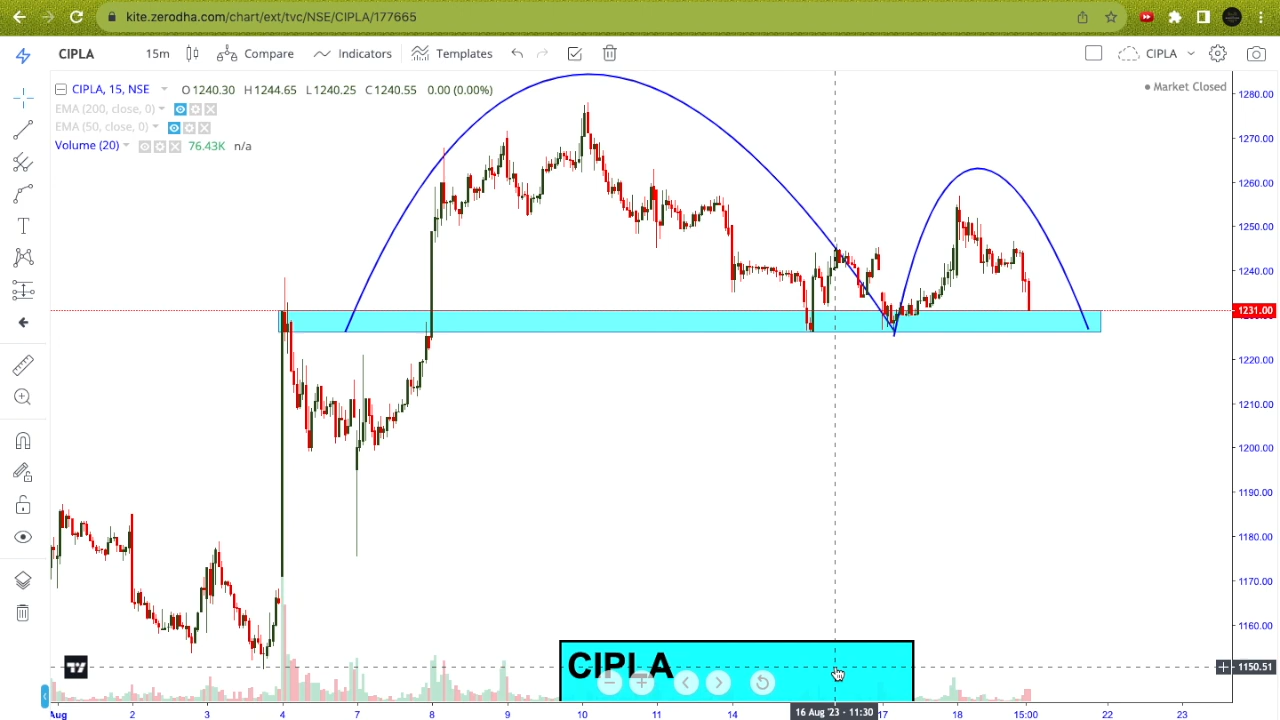 kite.zerodha.com/chart/ext/tvc/NSE/CIPLA/177665
CIPLA 15m Compare Indicators Templates CIPLA
CIPLA, 15, NSE O1240.30 H1244.65 L1240.25 C1240.55 0.00 (0.00%)
Market Closed
EMA (200, close, 0)
EMA (50, close, 0)
Volume (20) 76.43K n/a
1280.00
1270.00
1260.00
1250.00
1240.00
1231.00
1220.00
1210.00
1200.00
1190.00
1180.00
1170.00
1160.00
1150.51
CIPLA
Aug 2 3 4 7 8 9 10 11 14 16 Aug '23 - 11:30 17 18 15:00 22 23